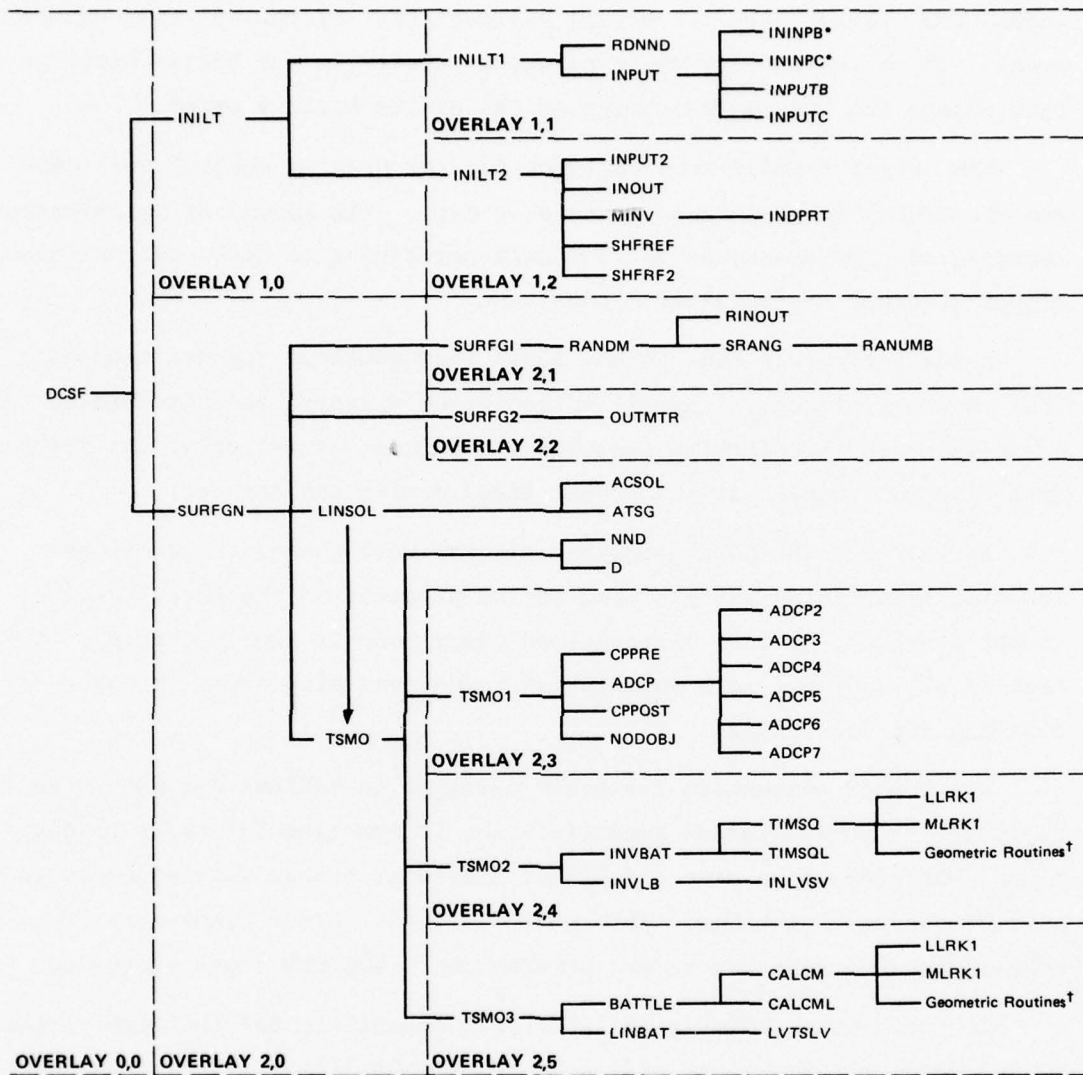 ININPB*
RDNND
INILT1
ININPC*
INPUT
INPUTB
INILT
INPUTC
OVERLAY 1,1
INPUT2
INILT2
INOUT
MINV
INDPRT
SHFREF
SHFRF2
OVERLAY 1,0
OVERLAY 1,2
RINOUT
SURFGI
RANDM
SRANG
RANUMB
OVERLAY 2,1
DCSF
SURFG2
OUTMTR
OVERLAY 2,2
ACSOL
SURFGN
LINSOL
ATSG
NND
D
ADCP2
ADCP3
CPPRE
ADCP4
TSMO1
ADCP
ADCP5
CPPOST
ADCP6
TSMO
NODOBJ
ADCP7
OVERLAY 2,3
LLRK1
TIMSQ
MLRK1
INVBAT
TIMSQL
Geometric Routines†
TSMO2
INVLB
INLVSV
OVERLAY 2,4
LLRK1
CALCM
MLRK1
BATTLE
CALCML
Geometric Routines†
TSMO3
LINBAT
LVTSLV
OVERLAY 0,0
OVERLAY 2,0
OVERLAY 2,5